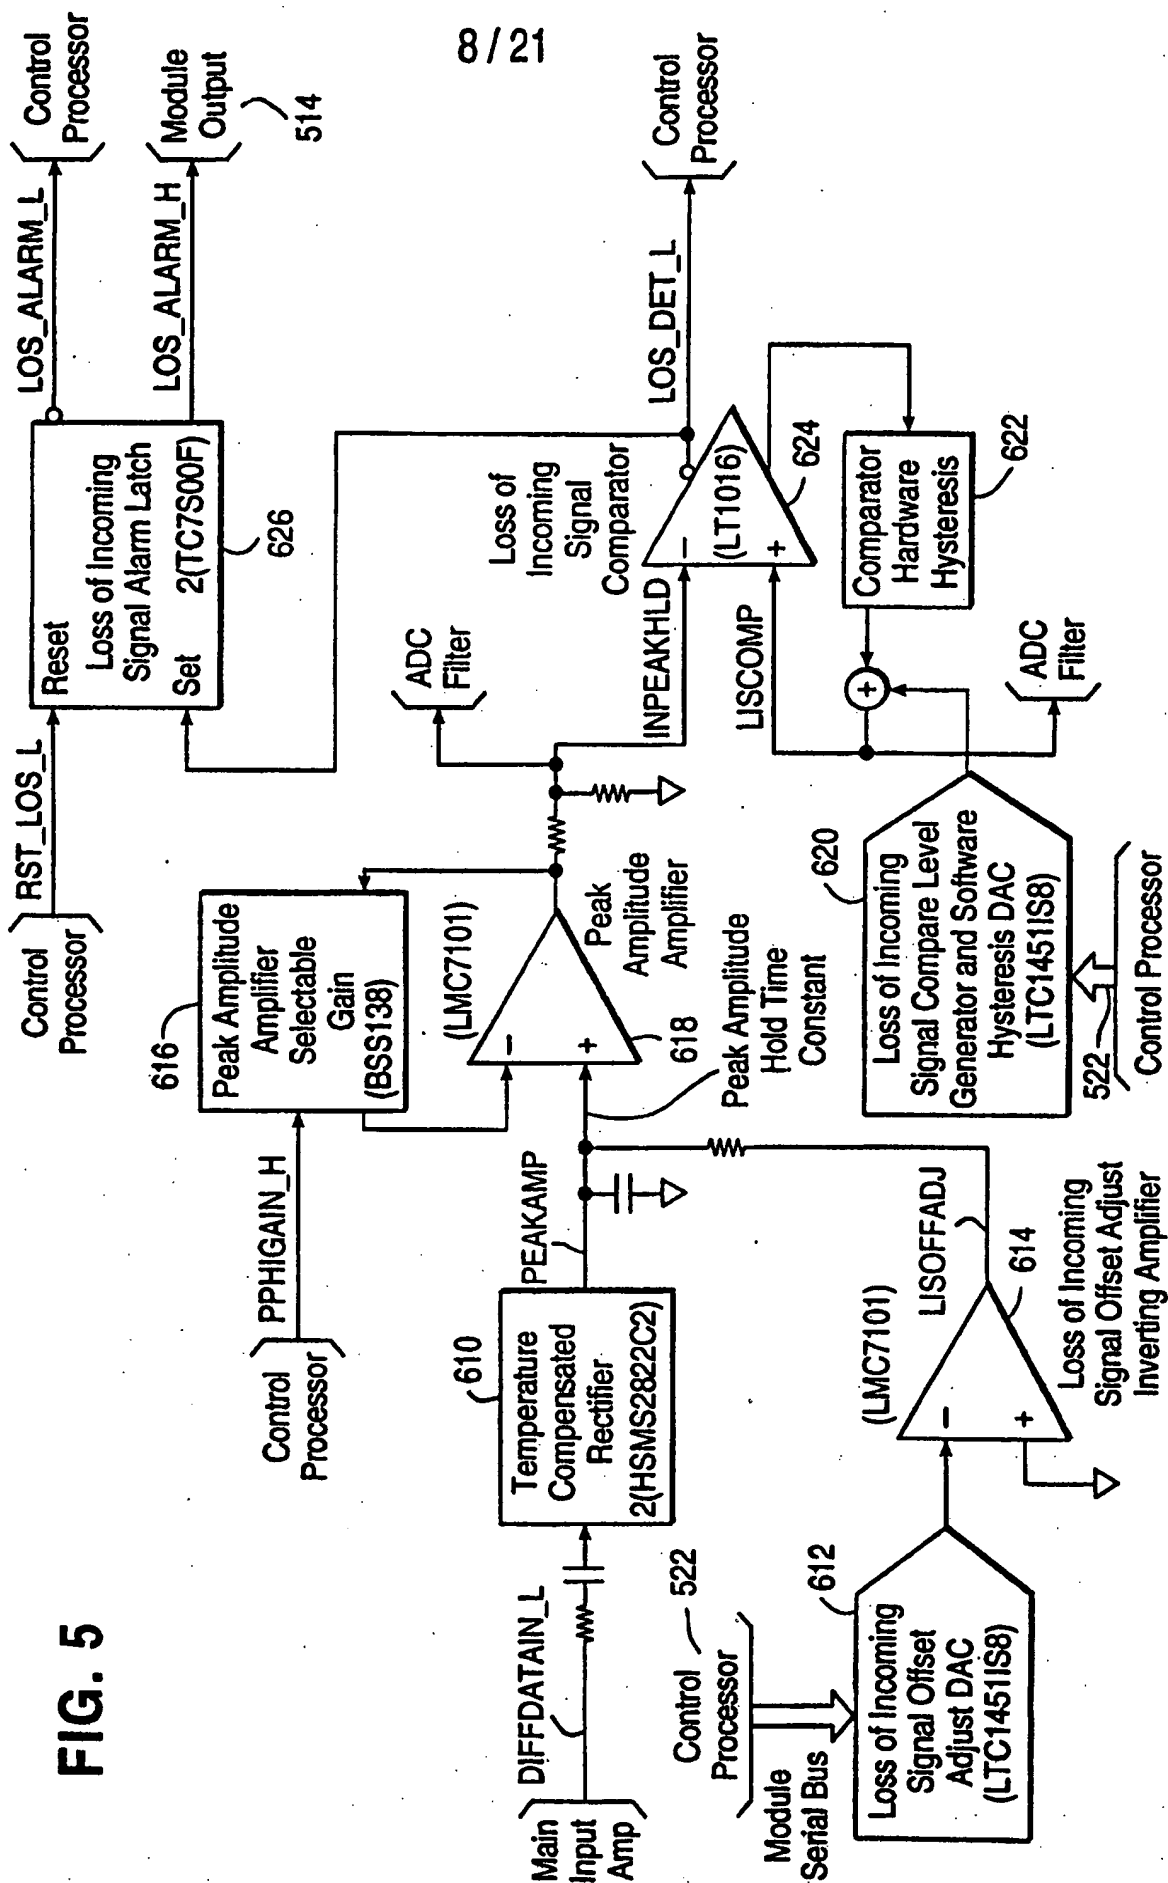 8/21
FIG. 5
Control
Processor
RST_LOS_L
Reset
Loss of Incoming
Signal Alarm Latch
Set 2(TC7S00F)
626
LOS_ALARM_L
Control
Processor
LOS_ALARM_H
Module
Output
514
Control
Processor
PPHIGAIN_H
616
Peak Amplitude
Amplifier
Selectable
Gain
(BSS138)
(LMC7101)
−
+
618
Peak
Amplitude
Amplifier
Peak Amplitude
Hold Time
Constant
ADC
Filter
INPEAKHLD
Loss of
Incoming
Signal
Comparator
−
+
(LT1016)
624
LOS_DET_L
Control
Processor
LISCOMP
Comparator
Hardware
Hysteresis
622
+
ADC
Filter
Main
Input
Amp
DIFFDATAIN_L
610
Temperature
Compensated
Rectifier
2(HSMS2822C2)
PEAKAMP
Control
Processor
522
Module
Serial Bus
612
Loss of Incoming
Signal Offset
Adjust DAC
(LTC1451IS8)
(LMC7101)
−
+
LISOFFADJ
614
Loss of Incoming
Signal Offset Adjust
Inverting Amplifier
620
Loss of Incoming
Signal Compare Level
Generator and Software
Hysteresis DAC
(LTC1451IS8)
522
Control Processor